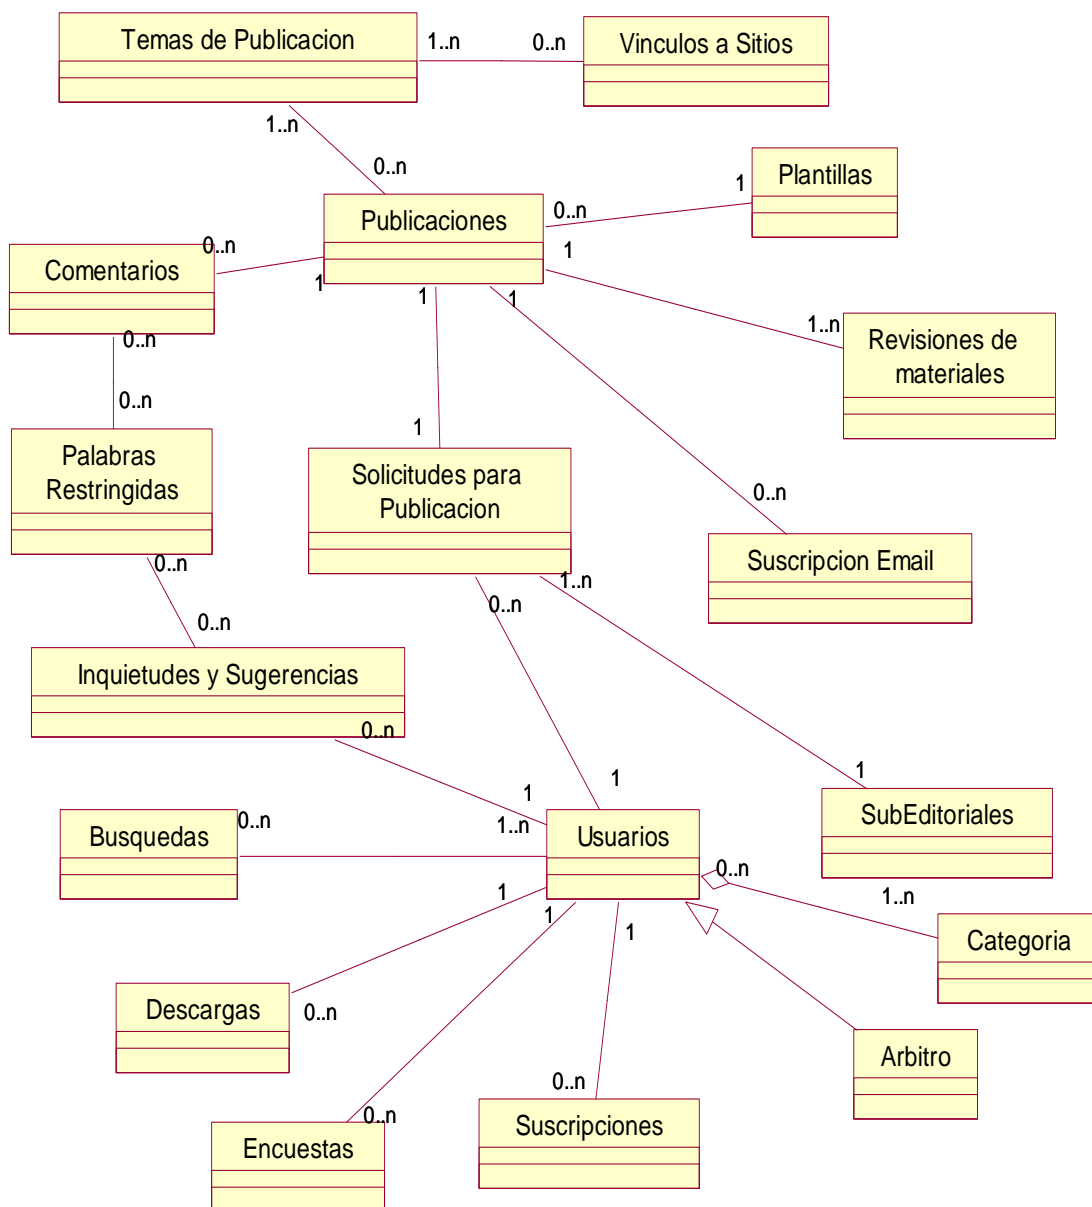 Temas de Publicacion
1..n
0..n
Vinculos a Sitios
1..n
0..n
Plantillas
1
0..n
Publicaciones
0..n
Comentarios
1
1
1
1
1..n
Revisiones de
materiales
0..n
0..n
Palabras
Restringidas
1
Solicitudes para
Publicacion
0..n
Suscripcion Email
0..n
1..n
0..n
0..n
Inquietudes y Sugerencias
0..n
1
1
1
SubEditoriales
Busquedas
0..n
1..n
Usuarios
0..n
1..n
Categoria
1
1
1
Descargas
0..n
Arbitro
0..n
Suscripciones
0..n
Encuestas